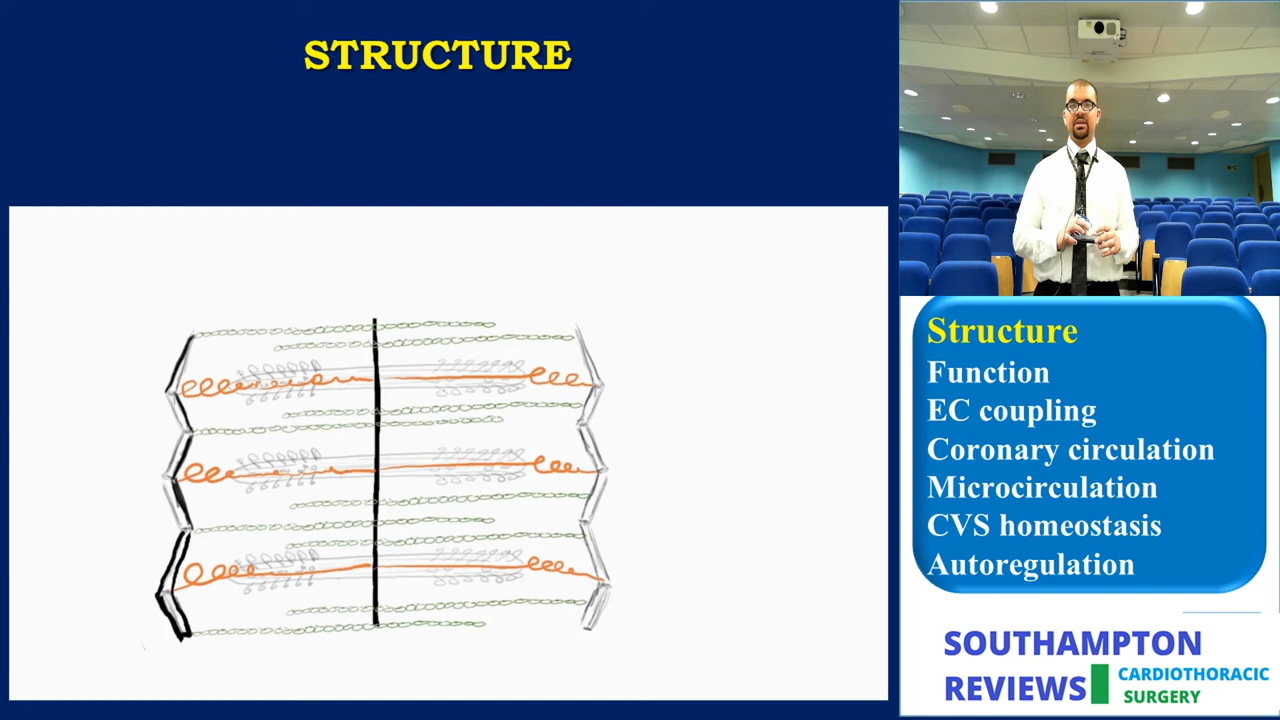 STRUCTURE
Structure
Function
EC coupling
Coronary circulation
Microcirculation
CVS homeostasis
Autoregulation
SOUTHAMPTON
REVIEWS
CARDIOTHORACIC
SURGERY